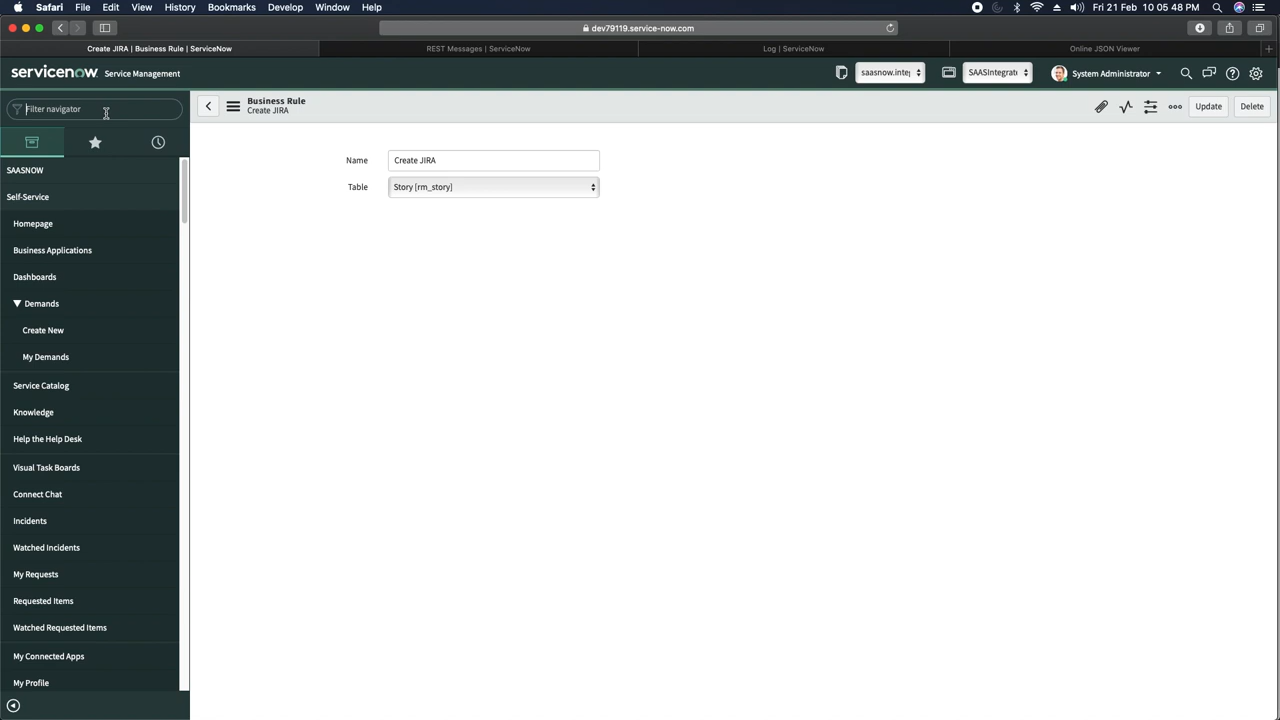 Safari File Edit View History Bookmarks Develop Window Help Fri 21 Feb 10:05:48 PM
dev79119.service-now.com
Create JIRA | Business Rule | ServiceNow REST Messages | ServiceNow Log | ServiceNow Online JSON Viewer
servicenow Service Management saasnow.inte SAASIntegrat System Administrator
Filter navigator
Business Rule
Create JIRA
Update Delete
Name Create JIRA
Table Story [rm_story]
SAASNOW
Self-Service
Homepage
Business Applications
Dashboards
Demands
Create New
My Demands
Service Catalog
Knowledge
Help the Help Desk
Visual Task Boards
Connect Chat
Incidents
Watched Incidents
My Requests
Requested Items
Watched Requested Items
My Connected Apps
My Profile